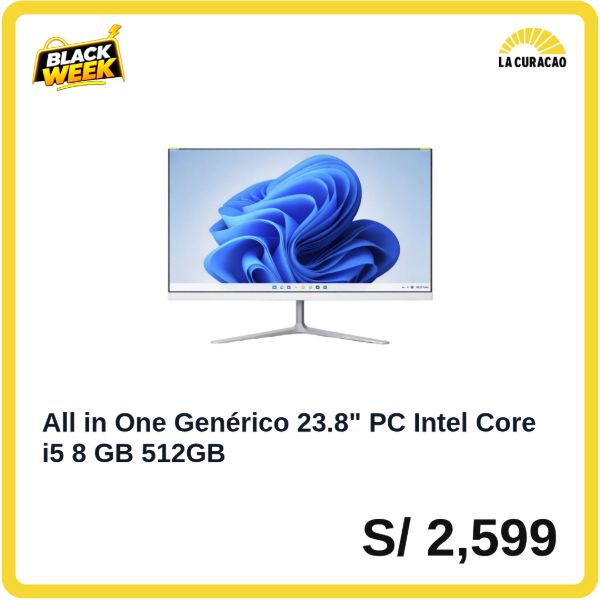 BLACK
WEEK
LA CURACAO
All in One Genérico 23.8" PC Intel Core
i5 8 GB 512GB
S/ 2,599